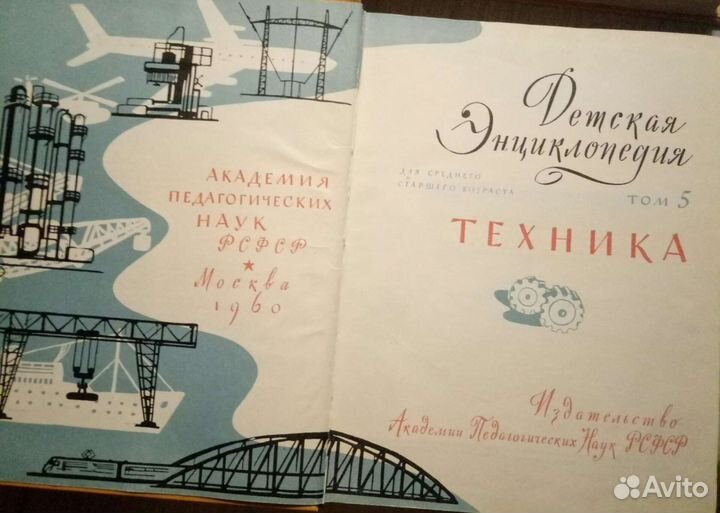 АКАДЕМИЯ
ПЕДАГОГИЧЕСКИХ
НАУК
РСФСР
Москва
1960
Детская
Энциклопедия
ДЛЯ СРЕДНЕГО
И
СТАРШЕГО ВОЗРАСТА
ТОМ 5
ТЕХНИКА
Издательство
Академии Педагогических Наук РСФСР
Avito